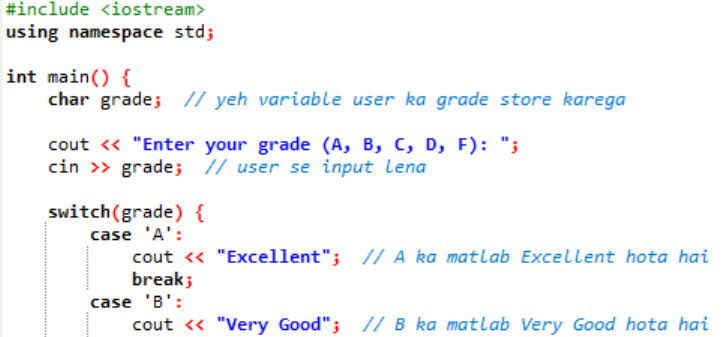 #include <iostream>
using namespace std;
int main() {
char grade;  // yeh variable user ka grade store karega
cout << "Enter your grade (A, B, C, D, F): ";
cin >> grade;  // user se input lena
switch(grade) {
case 'A':
cout << "Excellent";  // A ka matlab Excellent hota hai
break;
case 'B':
cout << "Very Good";  // B ka matlab Very Good hota hai